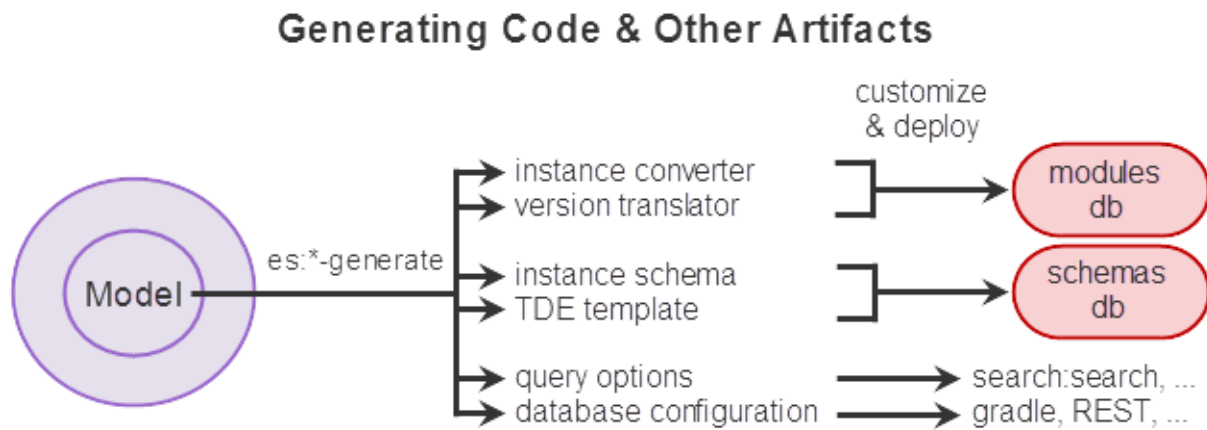 Generating Code & Other Artifacts
customize
& deploy
instance converter
version translator
modules
db
es:*-generate
Model
instance schema
TDE template
schemas
db
query options
search:search, ...
database configuration
gradle, REST, ...